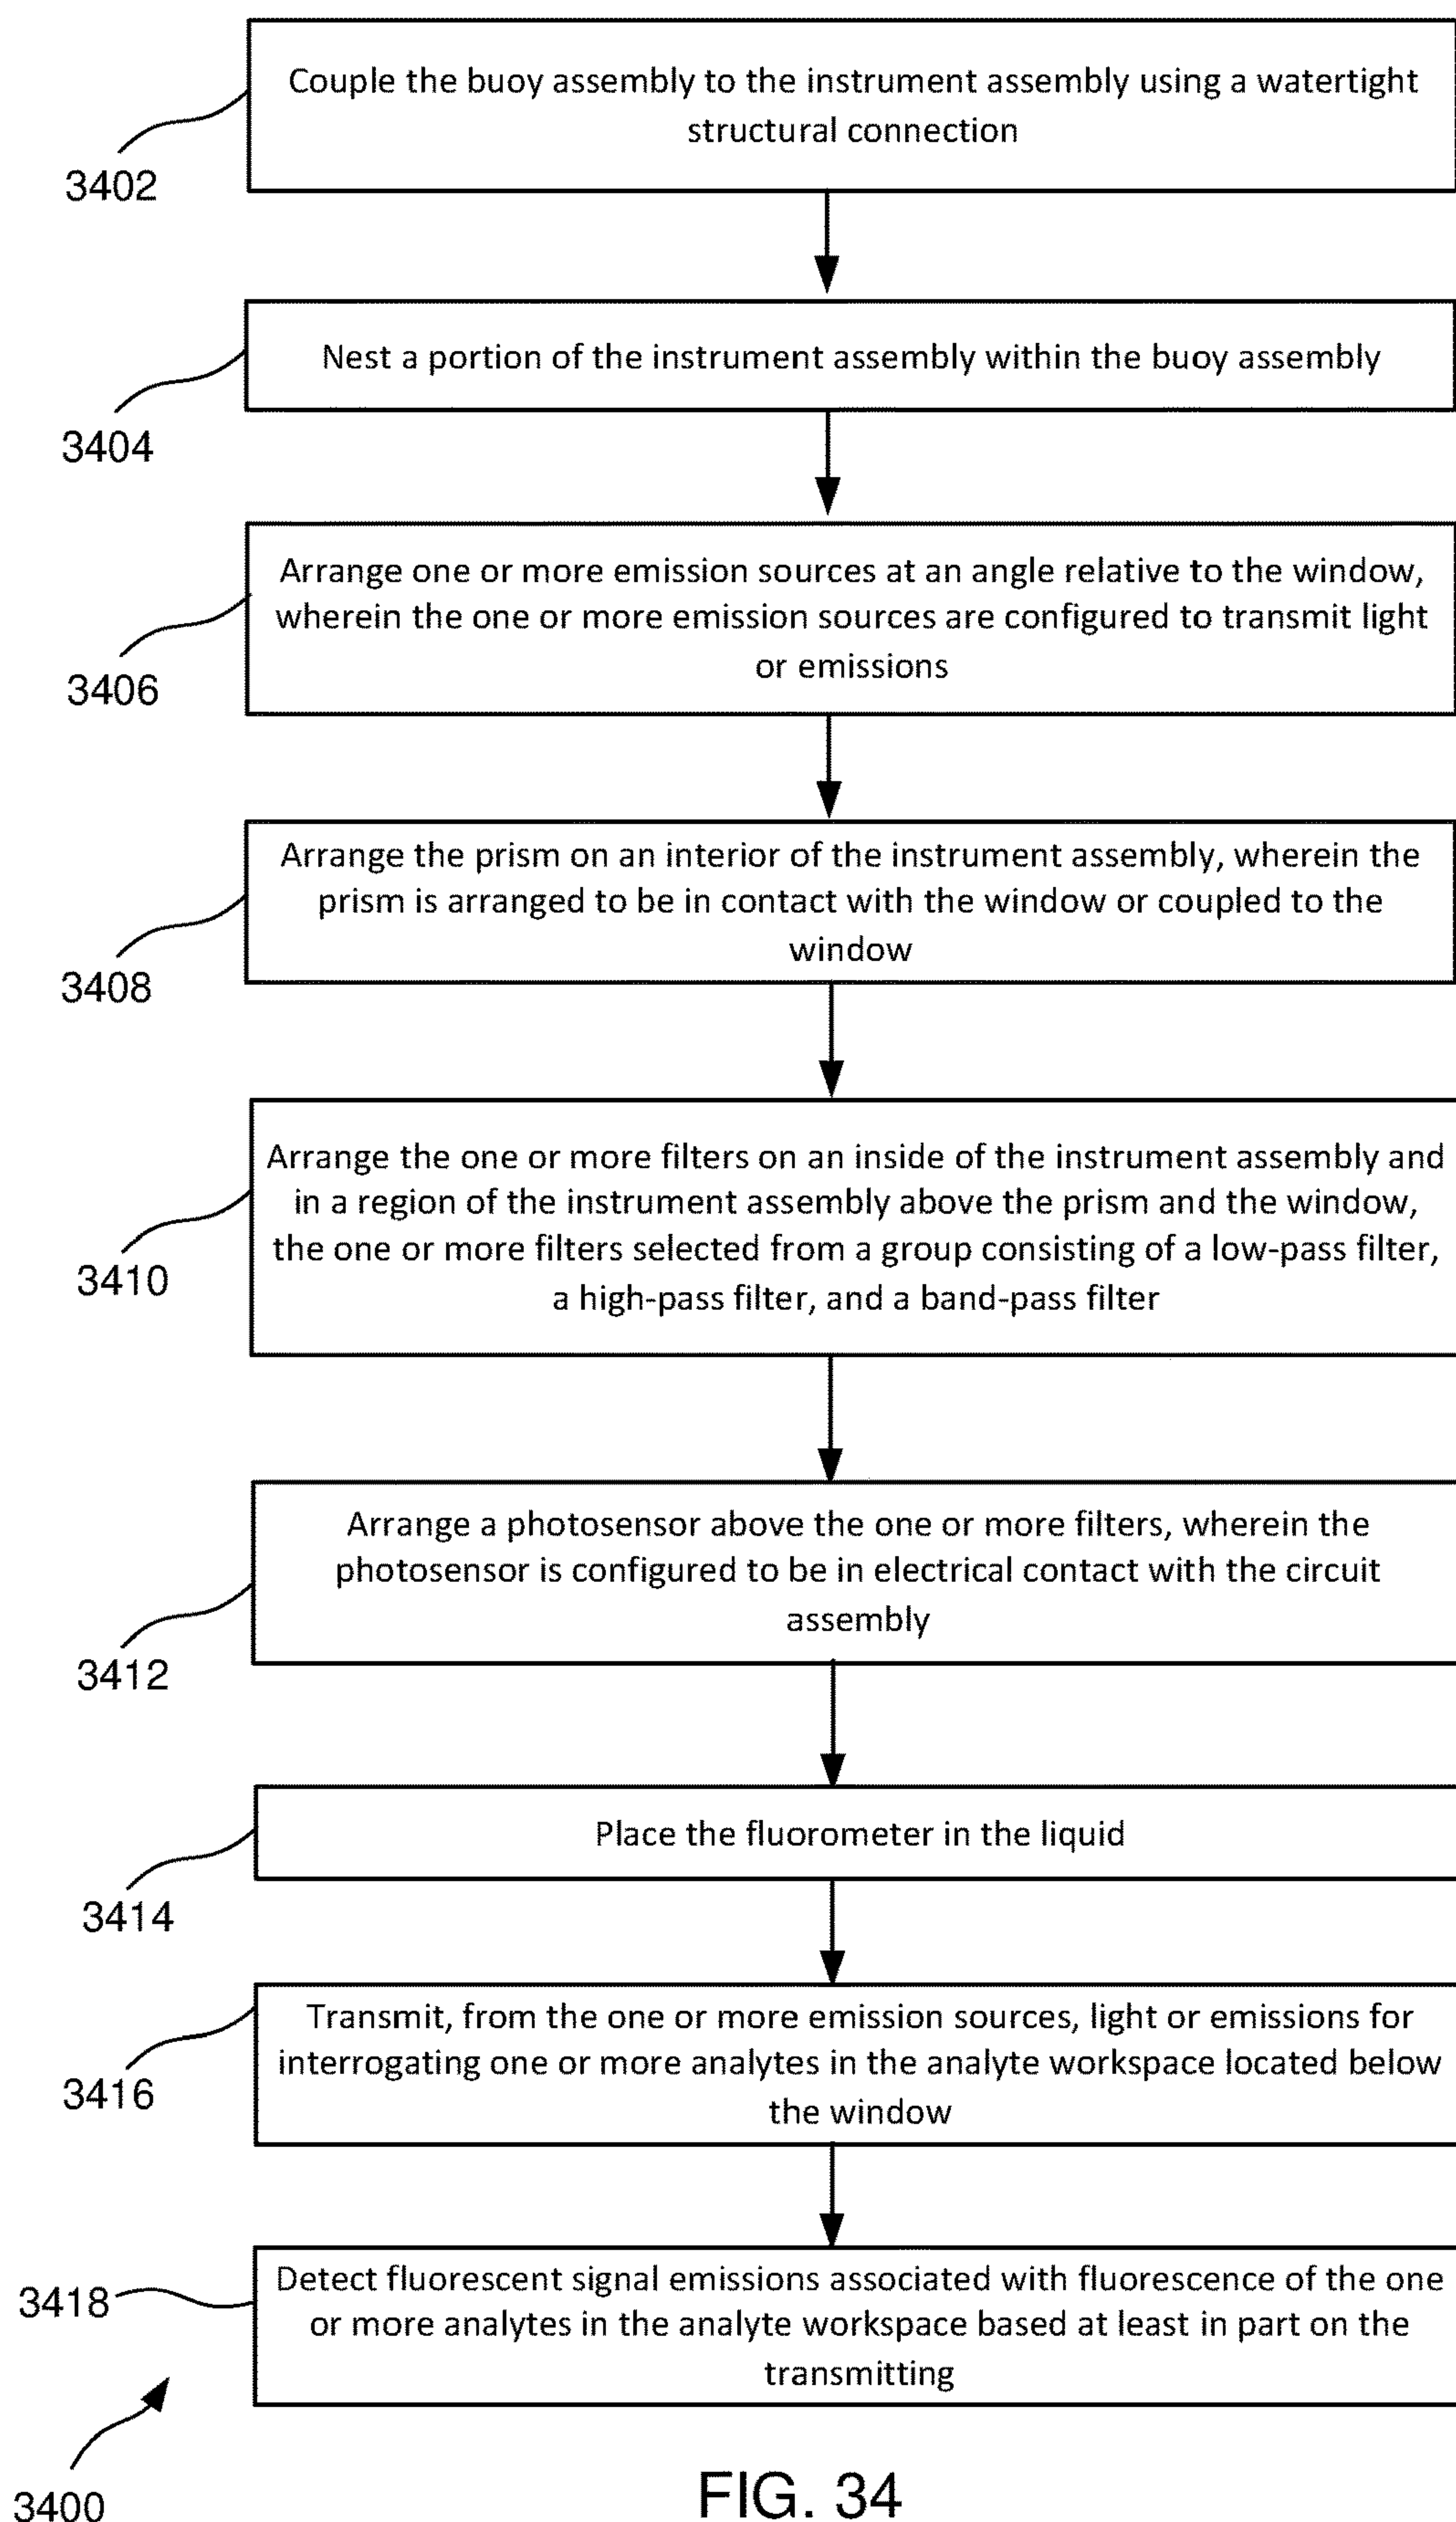 Couple the buoy assembly to the instrument assembly using a watertight
structural connection
3402
Nest a portion of the instrument assembly within the buoy assembly
3404
Arrange one or more emission sources at an angle relative to the window,
wherein the one or more emission sources are configured to transmit light
or emissions
3406
Arrange the prism on an interior of the instrument assembly, wherein the
prism is arranged to be in contact with the window or coupled to the
window
3408
Arrange the one or more filters on an inside of the instrument assembly and
in a region of the instrument assembly above the prism and the window,
the one or more filters selected from a group consisting of a low-pass filter,
a high-pass filter, and a band-pass filter
3410
Arrange a photosensor above the one or more filters, wherein the
photosensor is configured to be in electrical contact with the circuit
assembly
3412
Place the fluorometer in the liquid
3414
Transmit, from the one or more emission sources, light or emissions for
interrogating one or more analytes in the analyte workspace located below
the window
3416
Detect fluorescent signal emissions associated with fluorescence of the one
or more analytes in the analyte workspace based at least in part on the
transmitting
3418
3400
FIG. 34